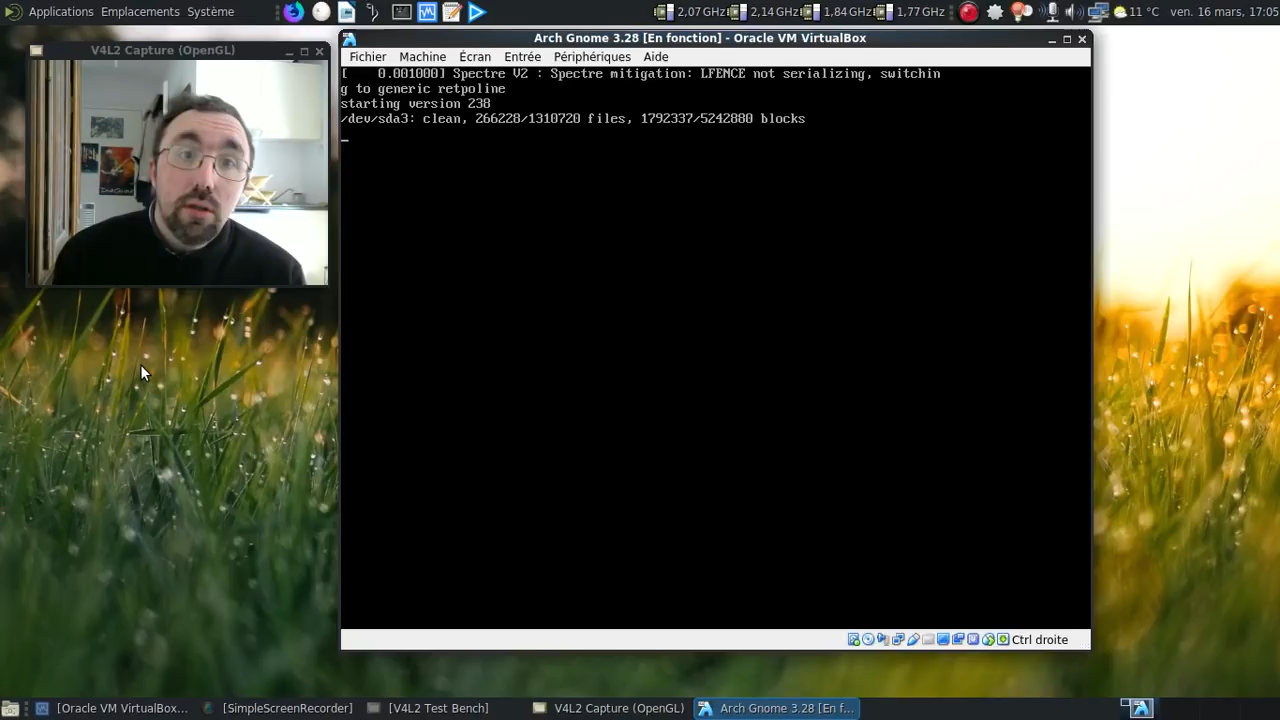 Applications Emplacements Système
2,07 GHz 2,14 GHz 1,84 GHz 1,77 GHz 11 °C ven. 16 mars, 17:05
V4L2 Capture (OpenGL)
Arch Gnome 3.28 [En fonction] - Oracle VM VirtualBox
Fichier Machine Écran Entrée Périphériques Aide
[    0.001000] Spectre V2 : Spectre mitigation: LFENCE not serializing, switchin
g to generic retpoline
starting version 238
/dev/sda3: clean, 266228/1310720 files, 1792337/5242880 blocks
Ctrl droite
[Oracle VM VirtualBox... [SimpleScreenRecorder] [V4L2 Test Bench] V4L2 Capture (OpenGL) Arch Gnome 3.28 [En f...